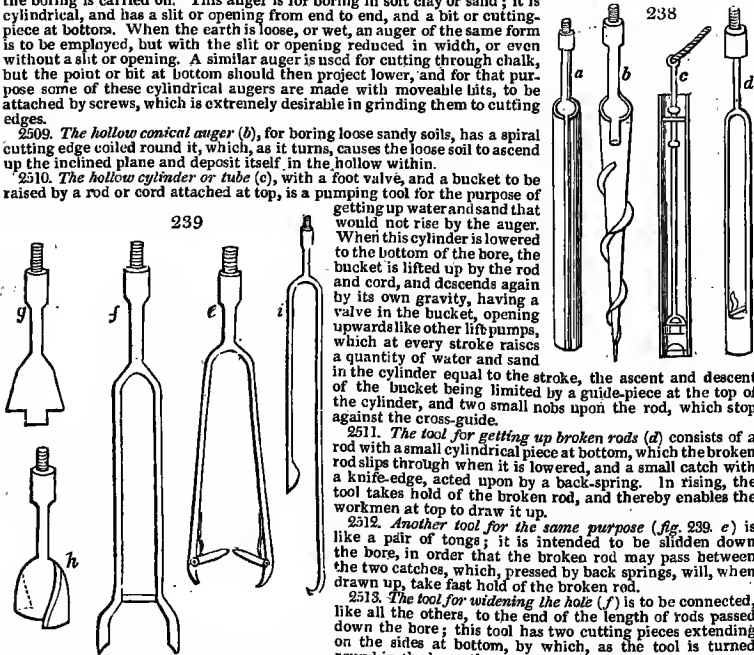 the boring is carried on. This auger is for boring in soft clay or sand; it is
cylindrical, and has a slit or opening from end to end, and a bit or cutting-
piece at bottom. When the earth is loose, or wet, an auger of the same form
is to be employed, but with the slit or opening reduced in width, or even
without a slit or opening. A similar auger is used for cutting through chalk,
but the point or bit at bottom should then project lower, and for that pur-
pose some of these cylindrical augers are made with moveable bits, to be
attached by screws, which is extremely desirable in grinding them to cutting
edges.
2509. The hollow conical auger (b), for boring loose sandy soils, has a spiral
cutting edge coiled round it, which, as it turns, causes the loose soil to ascend
up the inclined plane and deposit itself in the hollow within.
2510. The hollow cylinder or tube (c), with a foot valve, and a bucket to be
raised by a rod or cord attached at top, is a pumping tool for the purpose of
getting up water and sand that
would not rise by the auger.
When this cylinder is lowered
to the bottom of the bore, the
bucket is lifted up by the rod
and cord, and descends again
by its own gravity, having a
valve in the bucket, opening
upwards like other lift pumps,
which at every stroke raises
a quantity of water and sand
in the cylinder equal to the stroke, the ascent and descent
of the bucket being limited by a guide-piece at the top of
the cylinder, and two small nobs upon the rod, which stop
against the cross-guide.
2511. The tool for getting up broken rods (d) consists of a
rod with a small cylindrical piece at bottom, which the broken
rod slips through when it is lowered, and a small catch with
a knife-edge, acted upon by a back-spring. In rising, the
tool takes hold of the broken rod, and thereby enables the
workmen at top to draw it up.
2512. Another tool for the same purpose (fig. 239. e) is
like a pair of tongs; it is intended to be slidden down
the bore, in order that the broken rod may pass between
the two catches, which, pressed by back springs, will, when
drawn up, take fast hold of the broken rod.
2513. The tool for widening the hole (f) is to be connected,
like all the others, to the end of the length of rods passed
down the bore; this tool has two cutting pieces extending
on the sides at bottom, by which, as the tool is turned
238
a
b
c
d
239
g
f
e
i
h